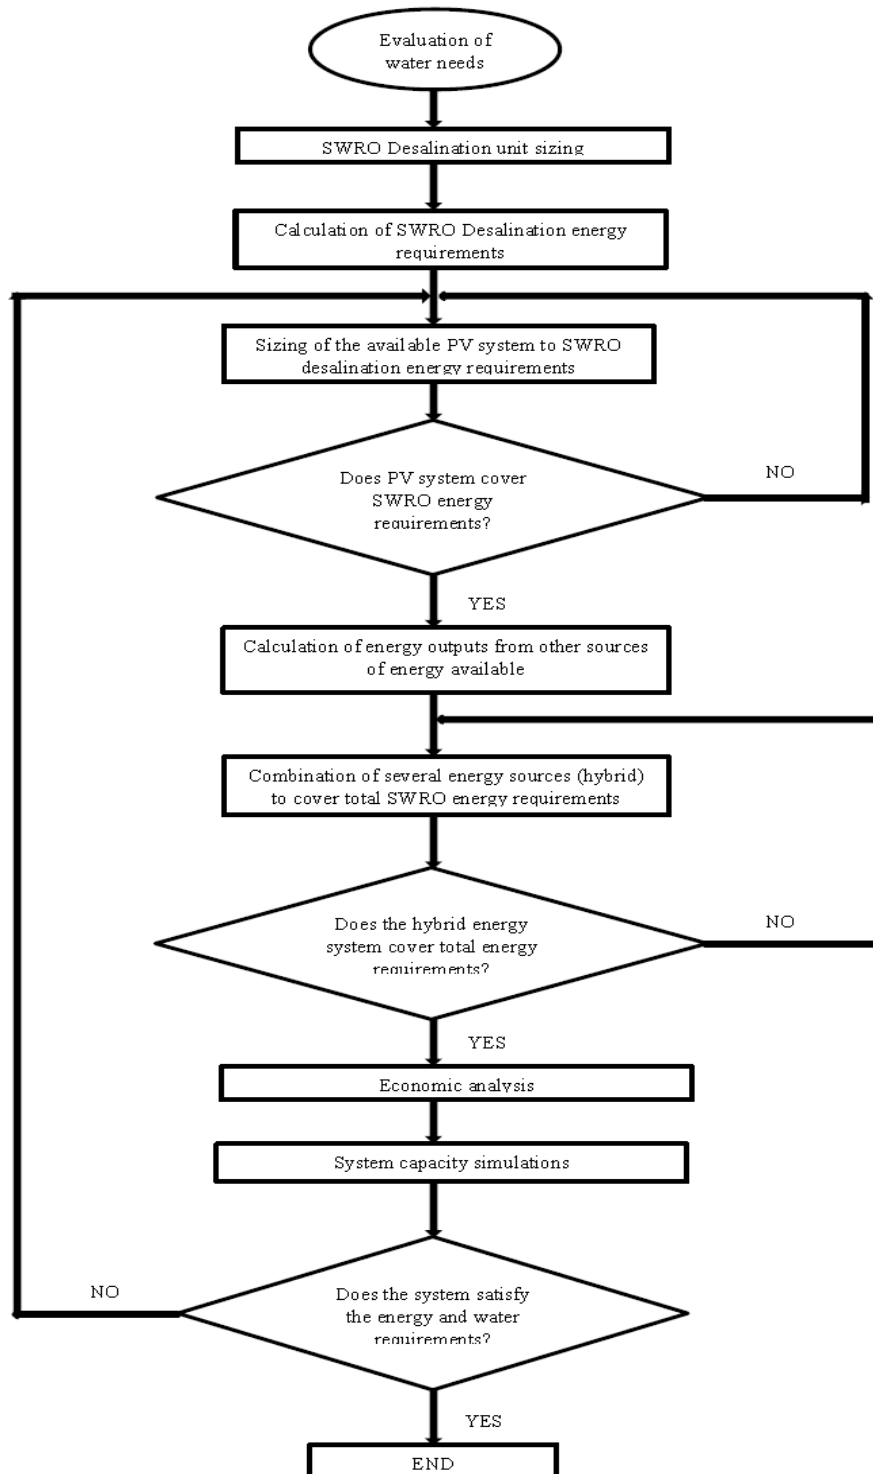 Evaluation of
water needs
SWRO Desalination unit sizing
Calculation of SWRO Desalination energy
requirements
Sizing of the available PV system to SWRO
desalination energy requirements
Does PV system cover
SWRO energy
requirements?
NO
YES
Calculation of energy outputs from other sources
of energy available
Combination of several energy sources (hybrid)
to cover total SWRO energy requirements
Does the hybrid energy
system cover total energy
requirements?
NO
YES
Economic analysis
System capacity simulations
NO
Does the system satisfy
the energy and water
requirements?
YES
END